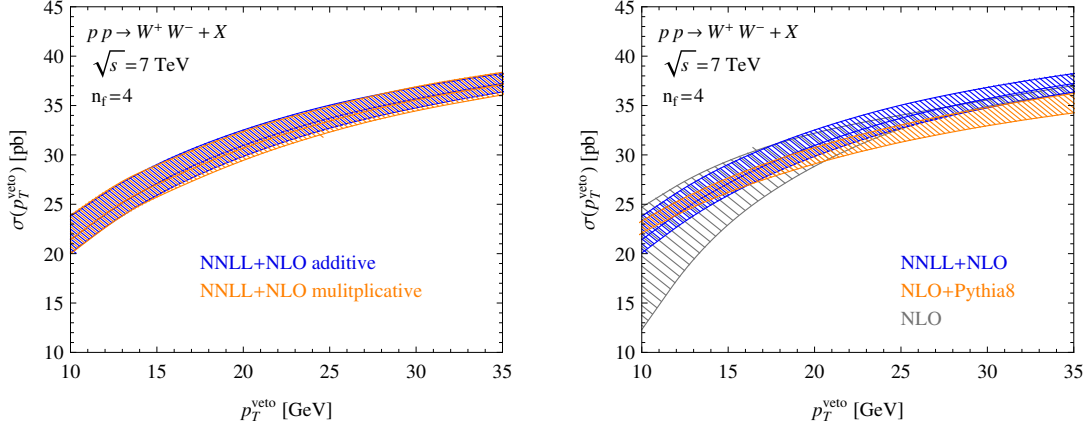 45
40
35
30
25
20
15
10
σ(p_T^veto) [pb]
p p → W⁺ W⁻ + X
√s = 7 TeV
n_f = 4
NNLL+NLO additive
NNLL+NLO mulitplicative
10 15 20 25 30 35
p_T^veto [GeV]
45
40
35
30
25
20
15
10
σ(p_T^veto) [pb]
p p → W⁺ W⁻ + X
√s = 7 TeV
n_f = 4
NNLL+NLO
NLO+Pythia8
NLO
10 15 20 25 30 35
p_T^veto [GeV]